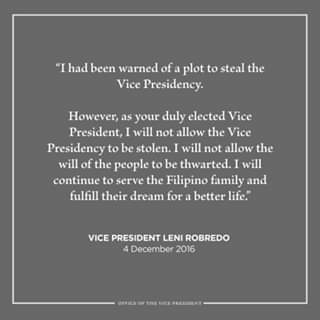 “I had been warned of a plot to steal the
Vice Presidency.
However, as your duly elected Vice
President, I will not allow the Vice
Presidency to be stolen. I will not allow the
will of the people to be thwarted. I will
continue to serve the Filipino family and
fulfill their dream for a better life.”
VICE PRESIDENT LENI ROBREDO
4 December 2016
OFFICE OF THE VICE PRESIDENT